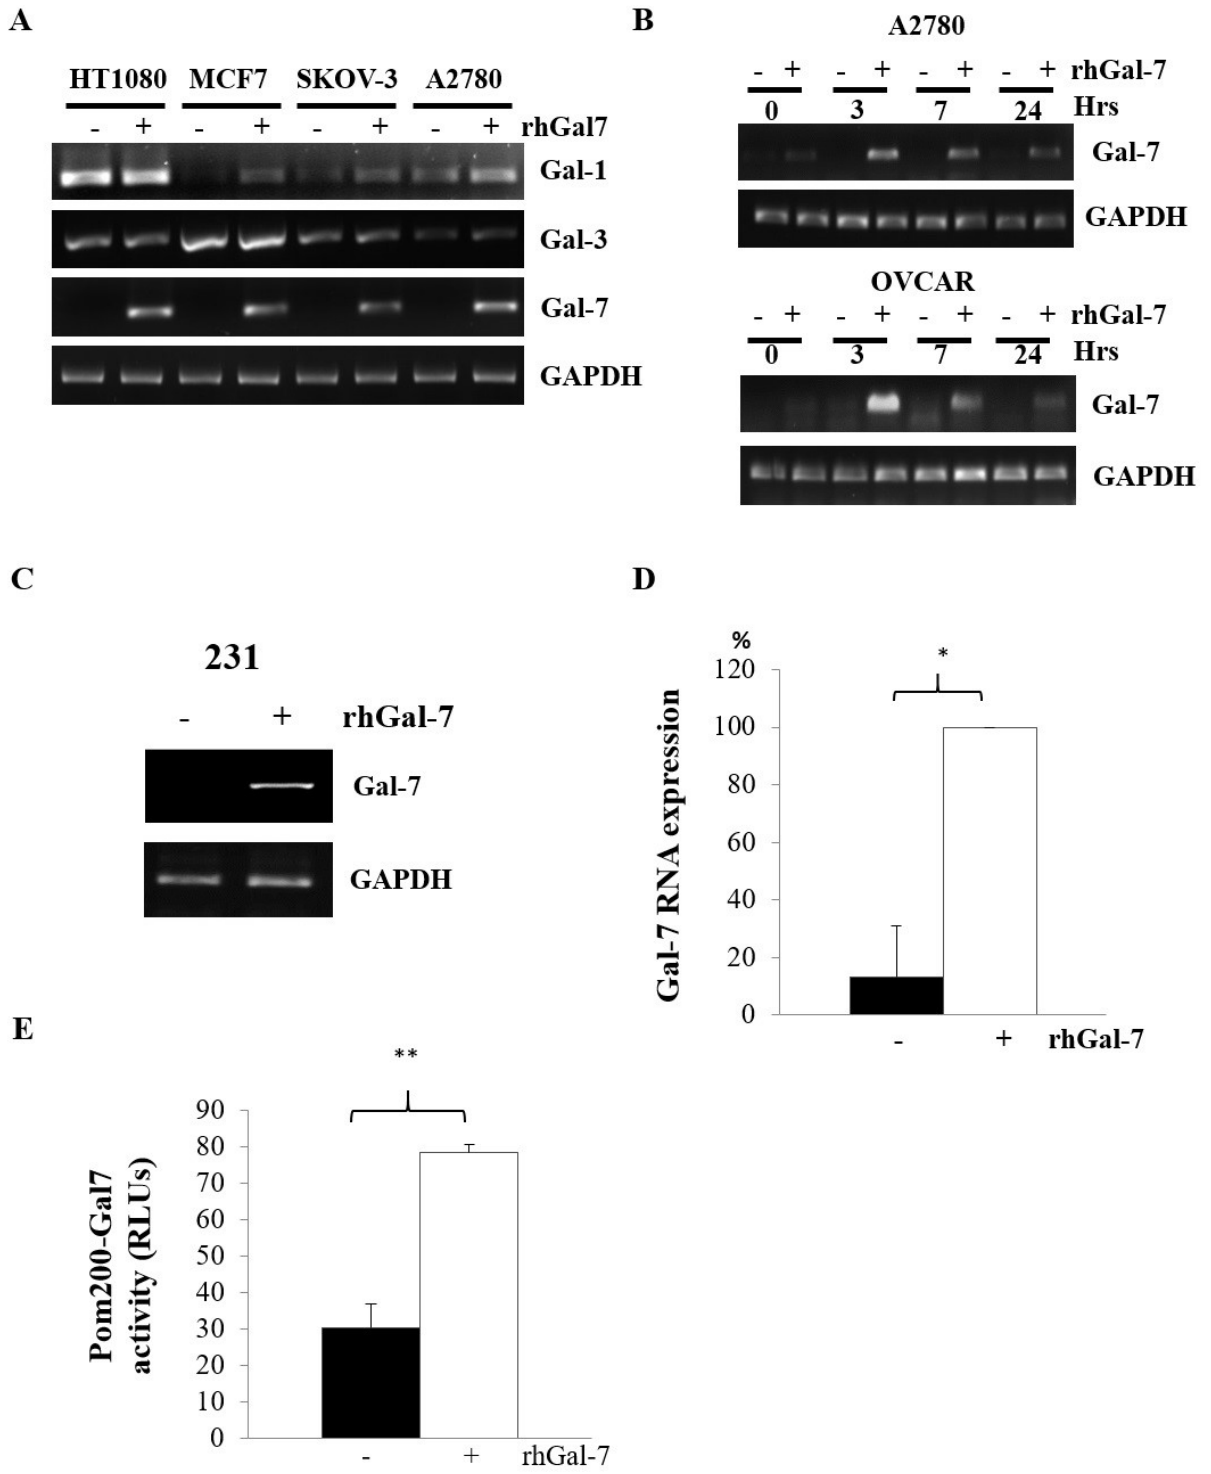 A
HT1080 MCF7 SKOV-3 A2780
- + - + - + - + rhGal7
Gal-1
Gal-3
Gal-7
GAPDH
B
A2780
- + - + - + - + rhGal-7
0 3 7 24 Hrs
Gal-7
GAPDH
OVCAR
- + - + - + - + rhGal-7
0 3 7 24 Hrs
Gal-7
GAPDH
C
231
- + rhGal-7
Gal-7
GAPDH
D
%
120
100
80
60
40
20
0
Gal-7 RNA expression
*
- + rhGal-7
E
**
90
80
70
60
50
40
30
20
10
0
Pom200-Gal7
activity (RLUs)
- + rhGal-7